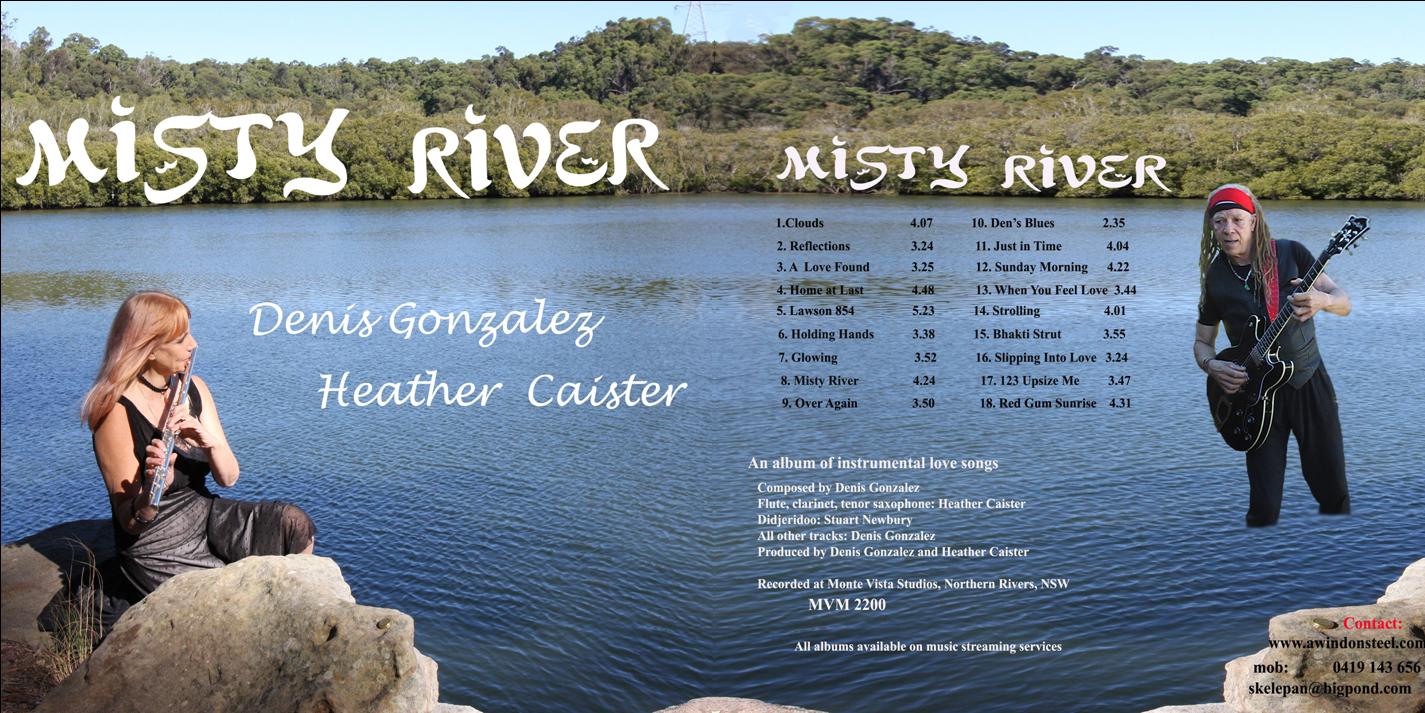 MISTY RIVER
Denis Gonzalez
Heather Caister
MISTY RIVER
1.Clouds 4.07
2. Reflections 3.24
3. A Love Found 3.25
4. Home at Last 4.48
5. Lawson 854 5.23
6. Holding Hands 3.38
7. Glowing 3.52
8. Misty River 4.24
9. Over Again 3.50
10. Den's Blues 2.35
11. Just in Time 4.04
12. Sunday Morning 4.22
13. When You Feel Love 3.44
14. Strolling 4.01
15. Bhakti Strut 3.55
16. Slipping Into Love 3.24
17. 123 Upsize Me 3.47
18. Red Gum Sunrise 4.31
An album of instrumental love songs
Composed by Denis Gonzalez
Flute, clarinet, tenor saxophone: Heather Caister
Didjeridoo: Stuart Newbury
All other tracks: Denis Gonzalez
Produced by Denis Gonzalez and Heather Caister
Recorded at Monte Vista Studios, Northern Rivers, NSW
MVM 2200
All albums available on music streaming services
Contact:
www.awindonsteel.com
mob: 0419 143 656
skelepan@bigpond.com